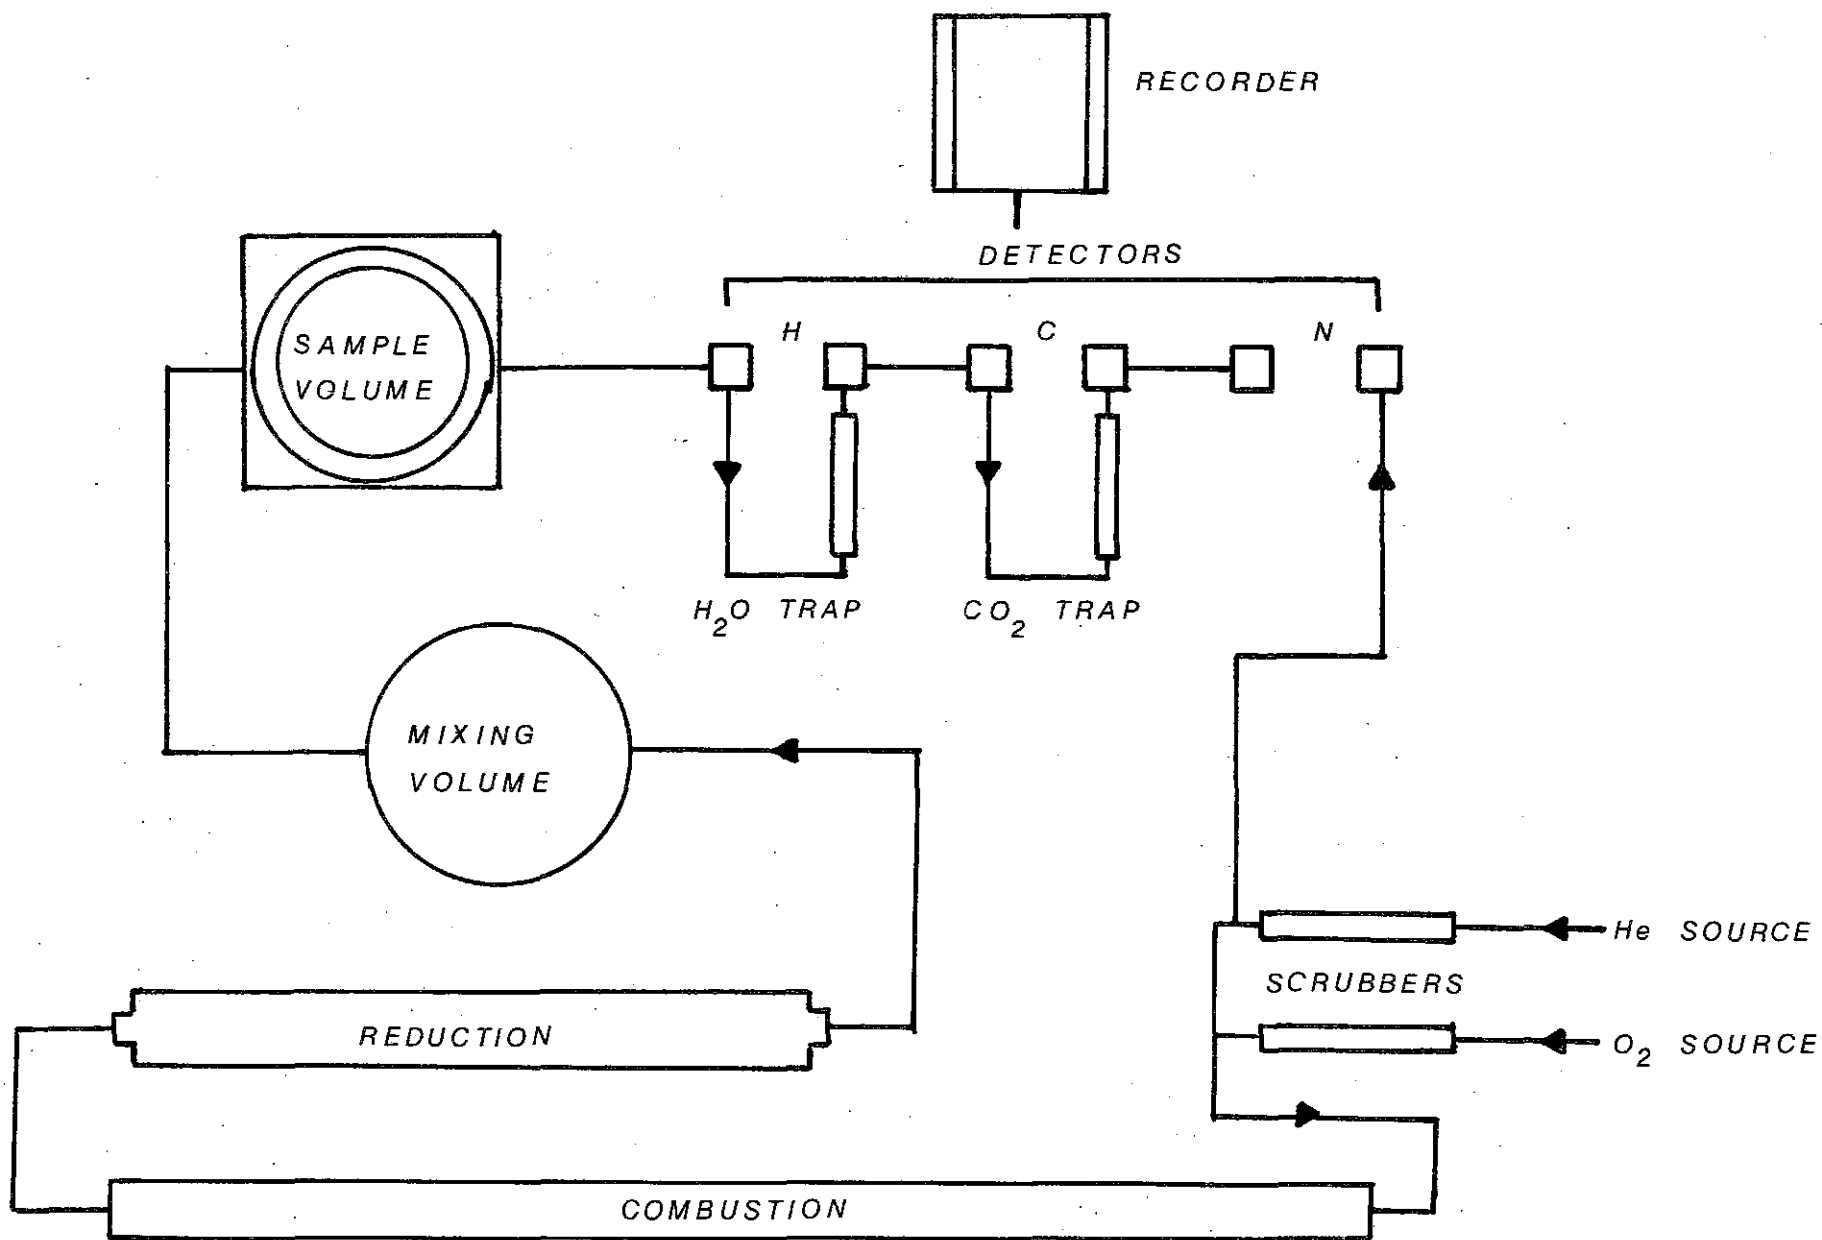 RECORDER
DETECTORS
H C N
SAMPLE
VOLUME
H₂O TRAP
CO₂ TRAP
MIXING
VOLUME
He SOURCE
SCRUBBERS
O₂ SOURCE
REDUCTION
COMBUSTION